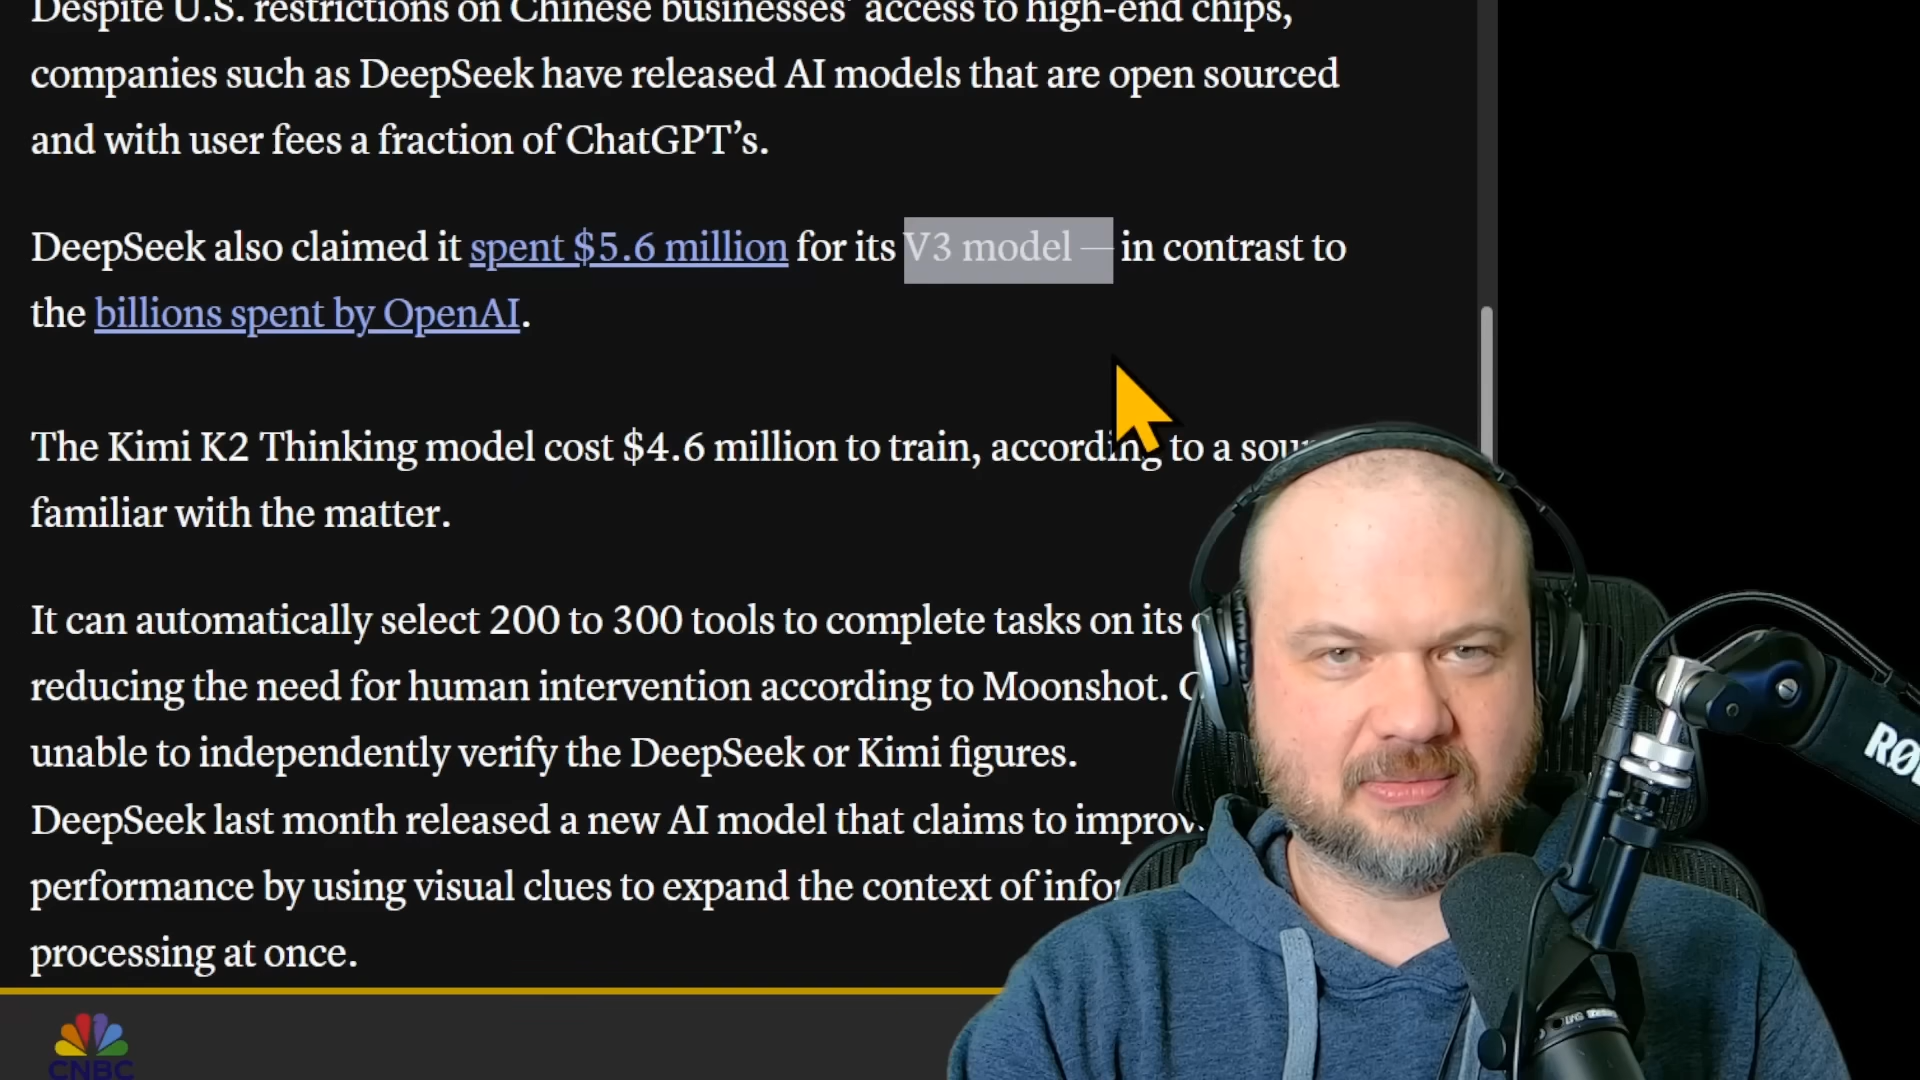 Despite U.S. restrictions on Chinese businesses’ access to high-end chips,
companies such as DeepSeek have released AI models that are open sourced
and with user fees a fraction of ChatGPT’s.
DeepSeek also claimed it spent $5.6 million for its V3 model — in contrast to
the billions spent by OpenAI.
The Kimi K2 Thinking model cost $4.6 million to train, according to a
familiar with the matter.
It can automatically select 200 to 300 tools to complete tasks on its
reducing the need for human intervention according to Moonshot.
unable to independently verify the DeepSeek or Kimi figures.
DeepSeek last month released a new AI model that claims to
performance by using visual clues to expand the context of
processing at once.
CNBC